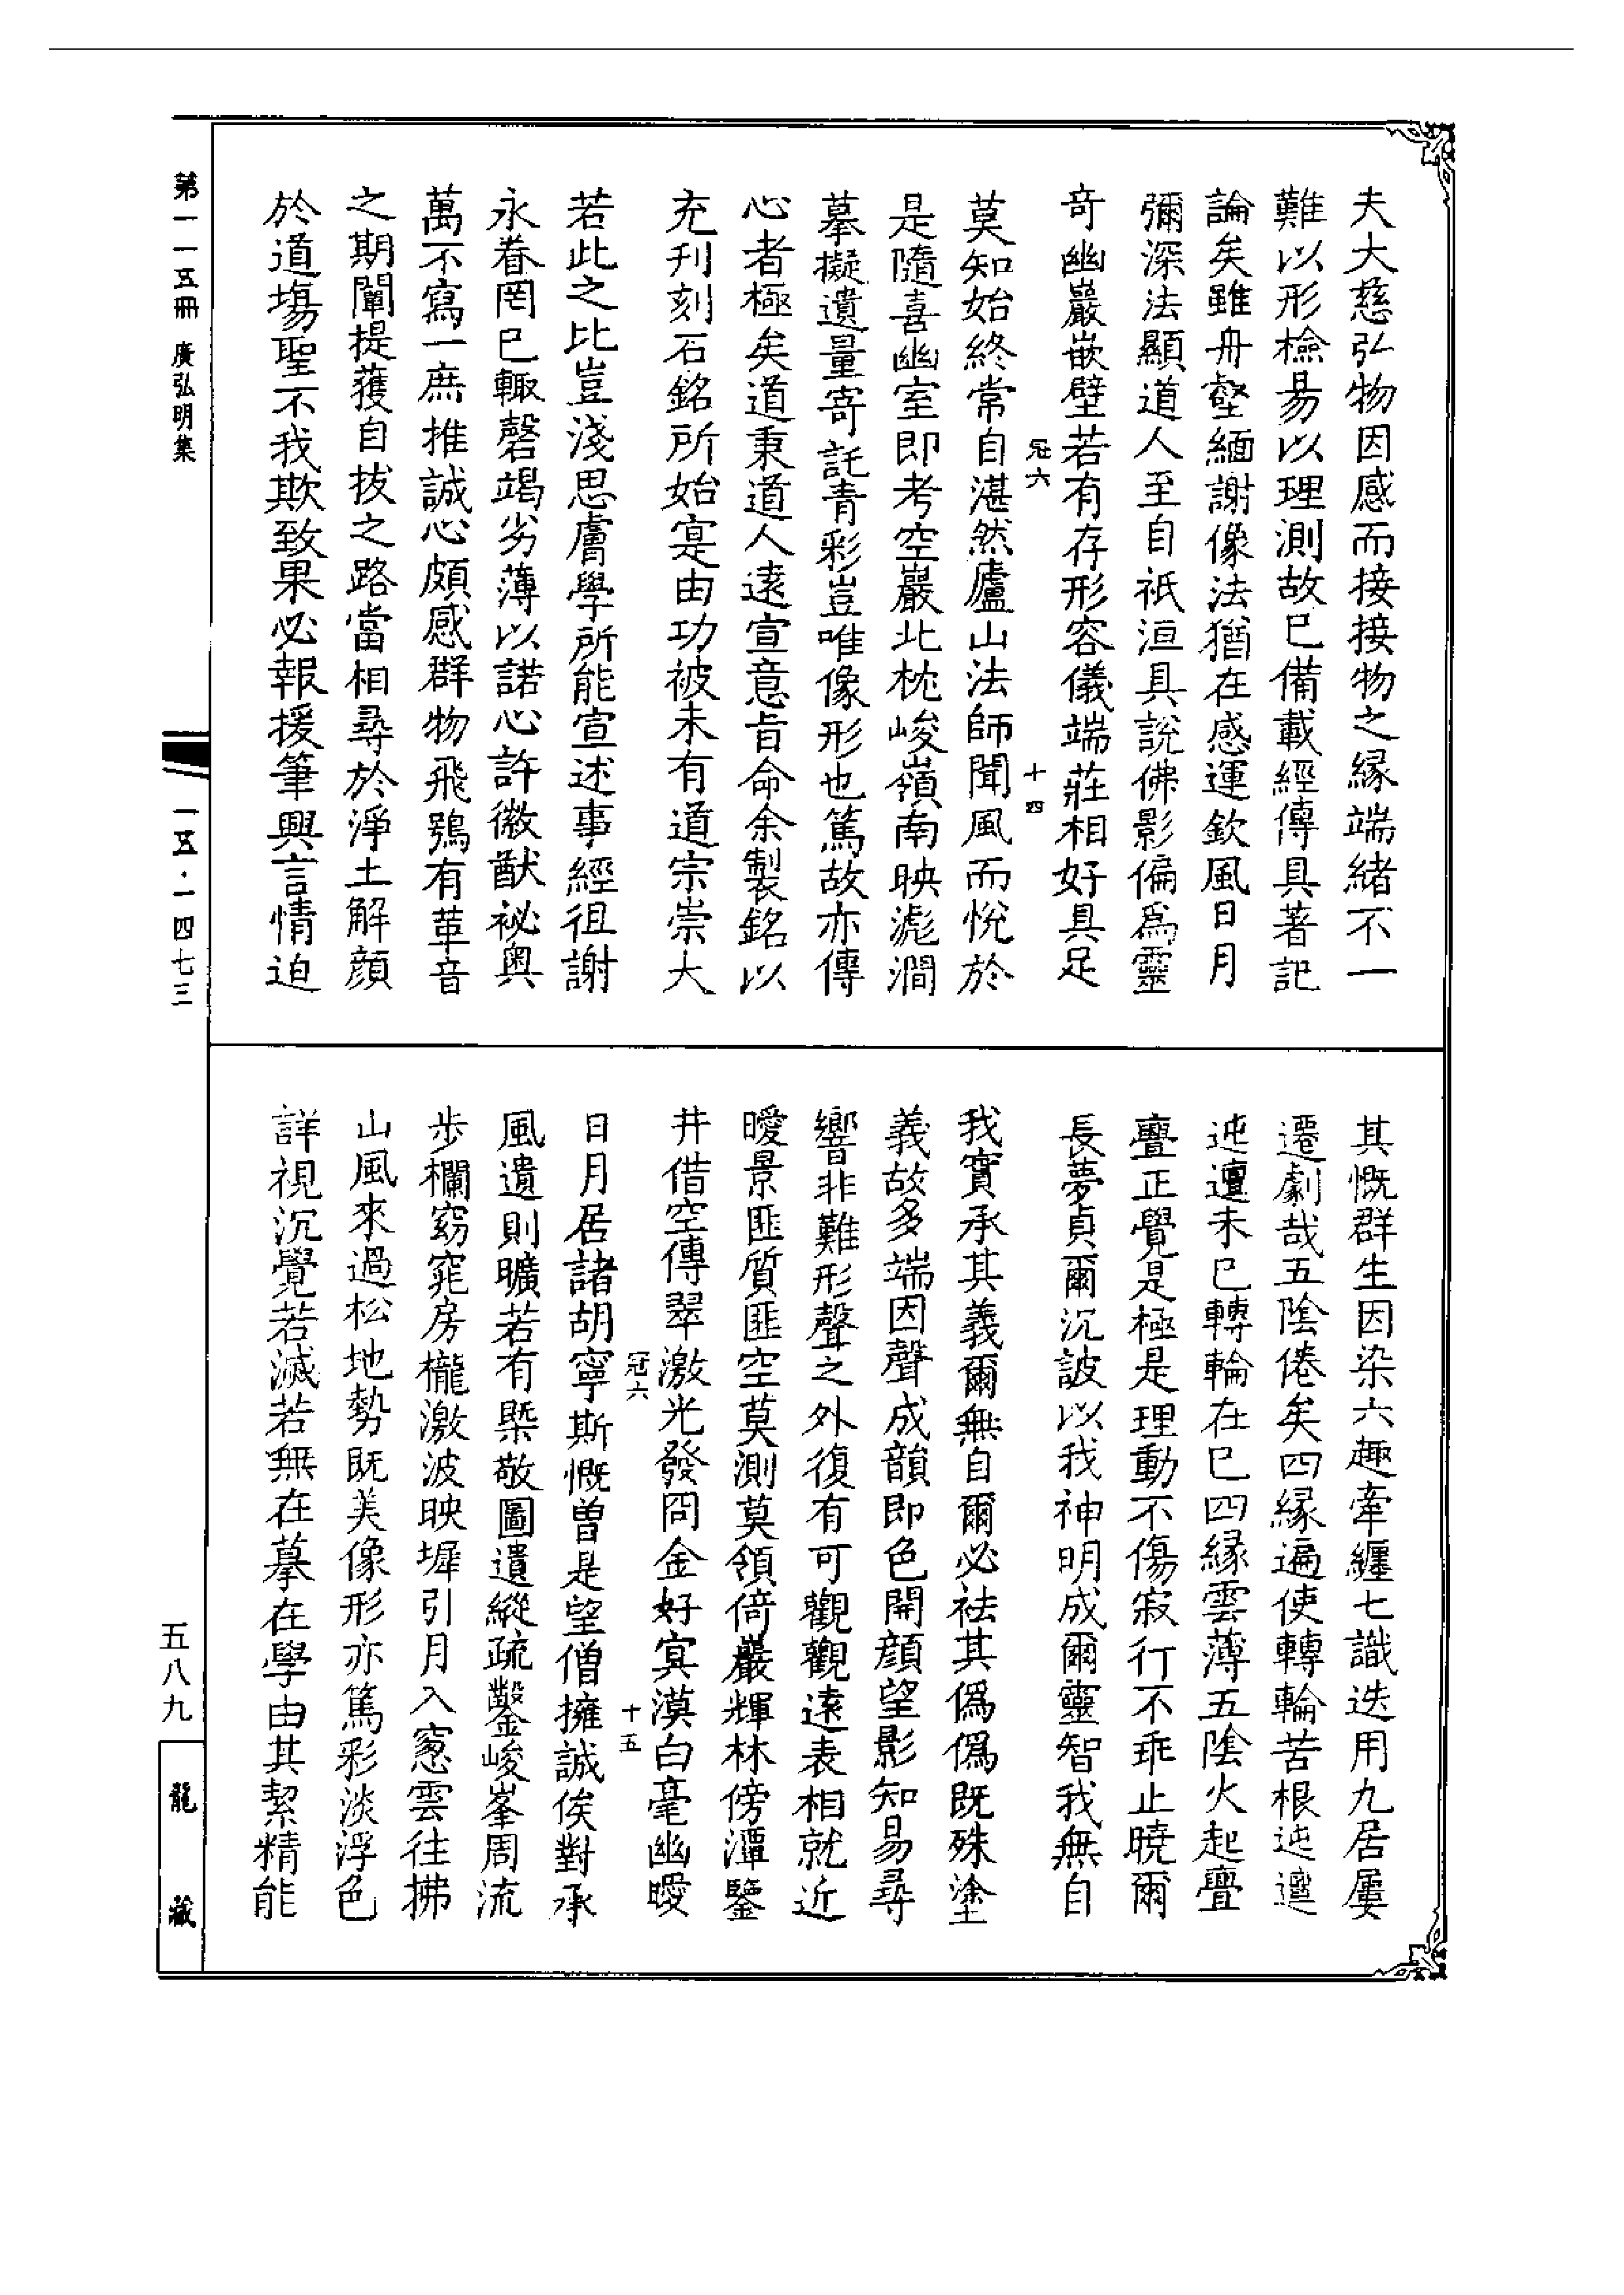 夫大慈弘物因感而接接物之緣端緒不一
難以形檢易以理測故已備載經傳具著記
論矣雖舟壑緬謝像法猶在感運欽風日月
彌深法顯道人至自祇洹具說佛影偏爲靈
奇幽巖嵌壁若有存形容儀端莊相好具足
冠六
十四
莫知始終常自湛然廬山法師聞風而悅於
是隨喜幽室即考空巖北枕峻嶺南映滮澗
摹擬遺量寄託青彩豈唯像形也篤故亦傳
心者極矣道秉道人遠宣意旨命余製銘以
充刊刻石銘所始寔由功被未有道宗崇大
若此之比豈淺思膚學所能宣述事經徂謝
永眷罔已輒磬竭劣薄以諾心許微猷祕奧
萬不寫一庶推誠心頗感群物飛鴞有革音
之期闡提獲自拔之路當相尋於淨土解顏
於道場聖不我欺致果必報援筆興言情迫
其慨群生因染六趣牽纏七識迭用九居屢
遷劇哉五陰倦矣四緣遍使轉輪苦根迍邅
迍邅未已轉輪在已四緣雲薄五陰火起亹
亹正覺是極是理動不傷寂行不乖止曉爾
長夢貞爾沉詖以我神明成爾靈智我無自
我實承其義爾無自爾必祛其僞僞既殊塗
義故多端因聲成韻即色開顏望影知易尋
響非難形聲之外復有可觀觀遠表相就近
曖景匪質匪空莫測莫領倚巖輝林傍潭鑒
井借空傳翠激光發冏金好冥漠白毫幽曖
冠六
十五
日月居諸胡寧斯慨曾是望僧擁誠俟對承
風遺則曠若有槩敬圖遺蹤疏鑿峻峯周流
步欄窈窕房櫳激波映墀引月入窻雲往拂
山風來過松地勢既美像形亦篤彩淡浮色
詳視沉覺若滅若無在摹在學由其絜精能
第一一五冊 廣弘明集
一五·一四七三
五八九
龍藏